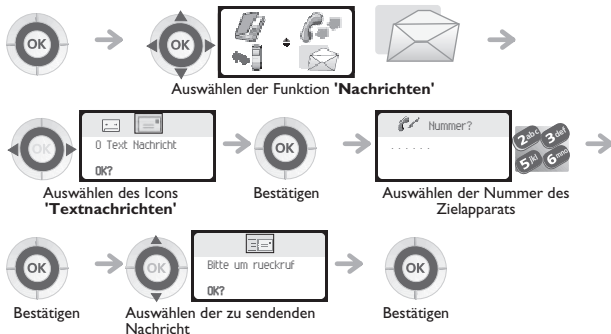 OK
OK
Auswählen der Funktion 'Nachrichten'
OK
0 Text Nachricht
OK?
OK
Nummer?
......
2abc 3def
5jkl 6mno
Auswählen des Icons
'Textnachrichten'
Bestätigen
Auswählen der Nummer des
Zielapparats
OK
OK
Bitte um rueckruf
OK?
OK
Bestätigen
Auswählen der zu sendenden
Nachricht
Bestätigen